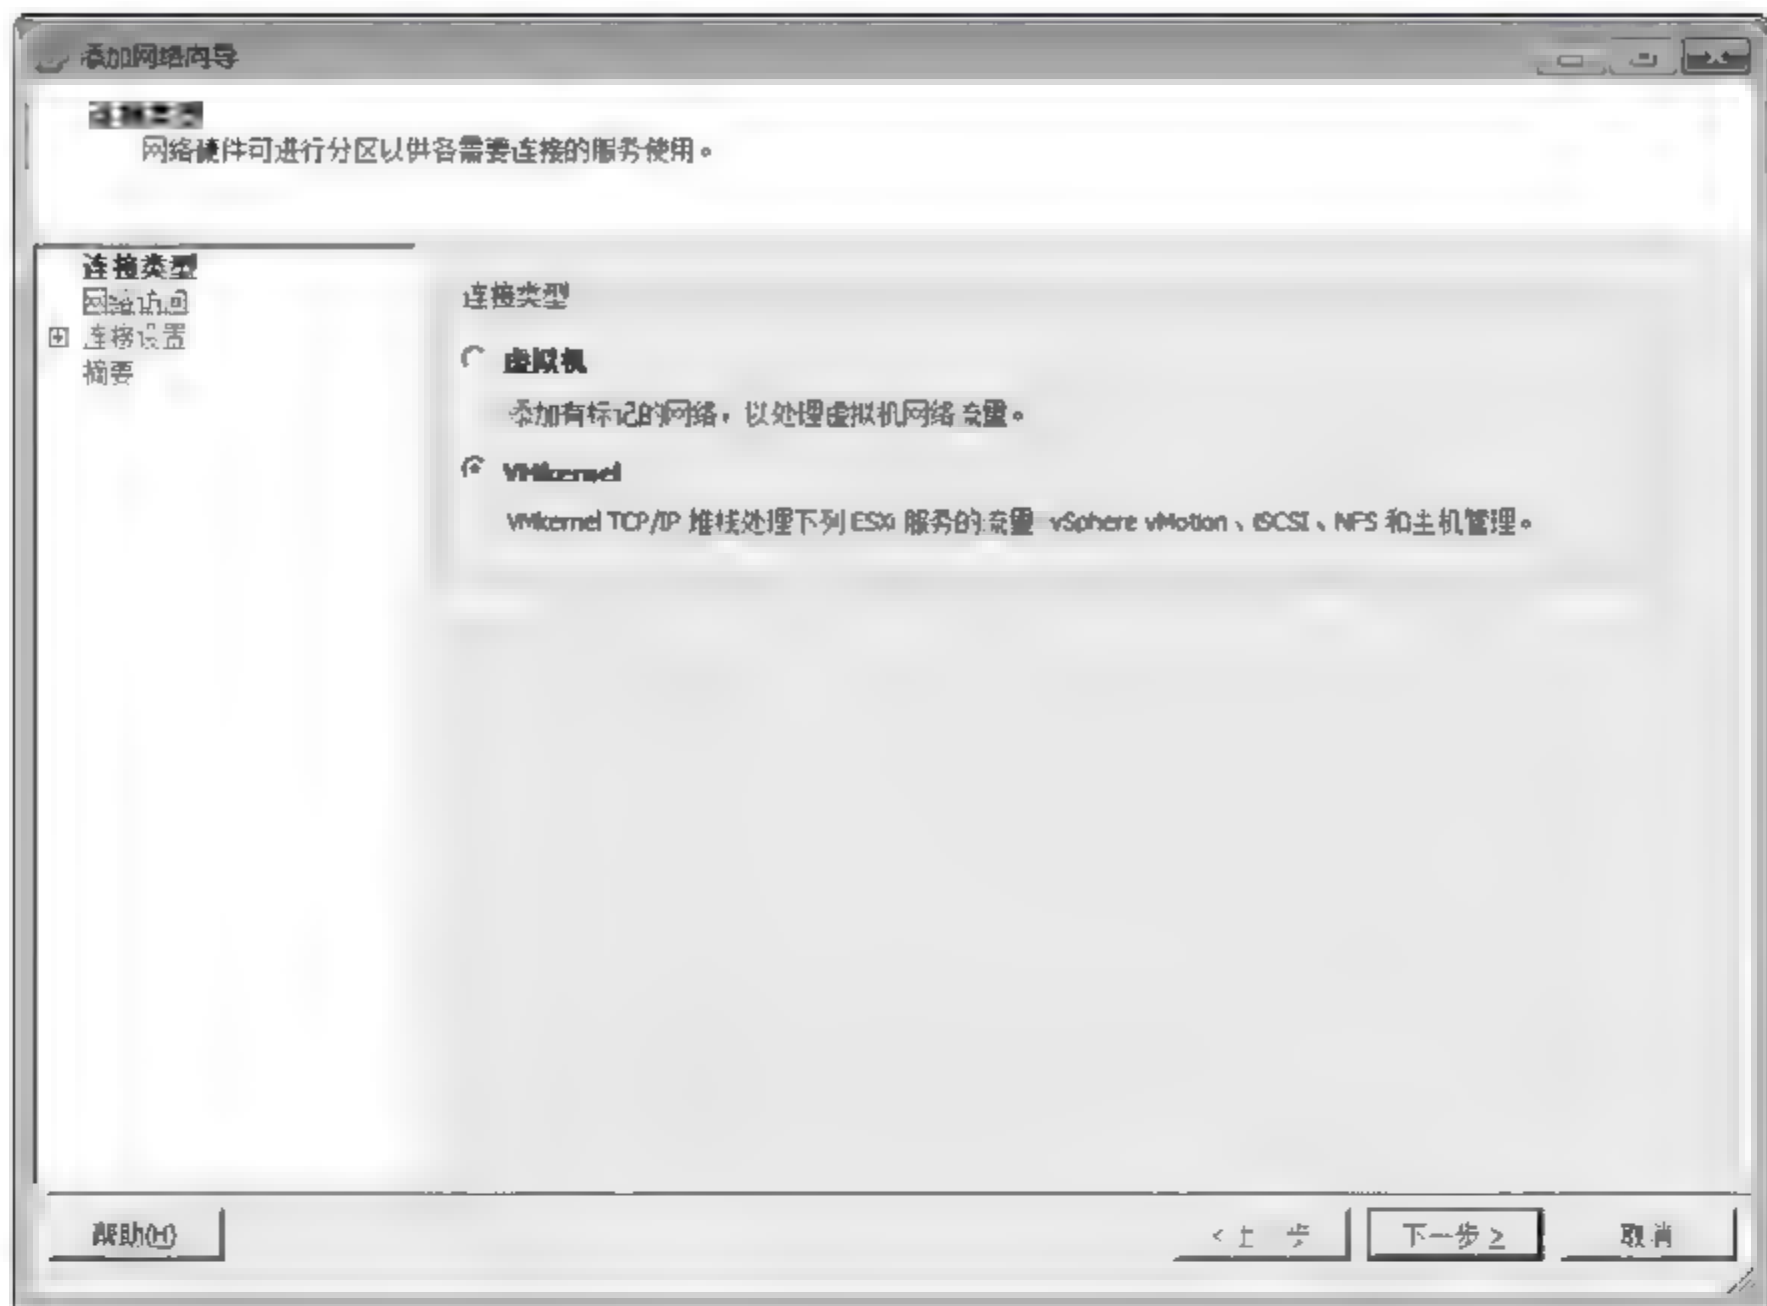 添加网络向导
连接类型
网络硬件可进行分区以供各需要连接的服务使用。
连接类型
网络访问
连接设置
摘要
连接类型
虚拟机
添加有标记的网络，以处理虚拟机网络流量。
VMkernel
VMkernel TCP/IP 堆栈处理下列 ESXi 服务的流量: vSphere vMotion、iSCSI、NFS 和主机管理。
帮助(H)
< 上一步
下一步 ≥
取消